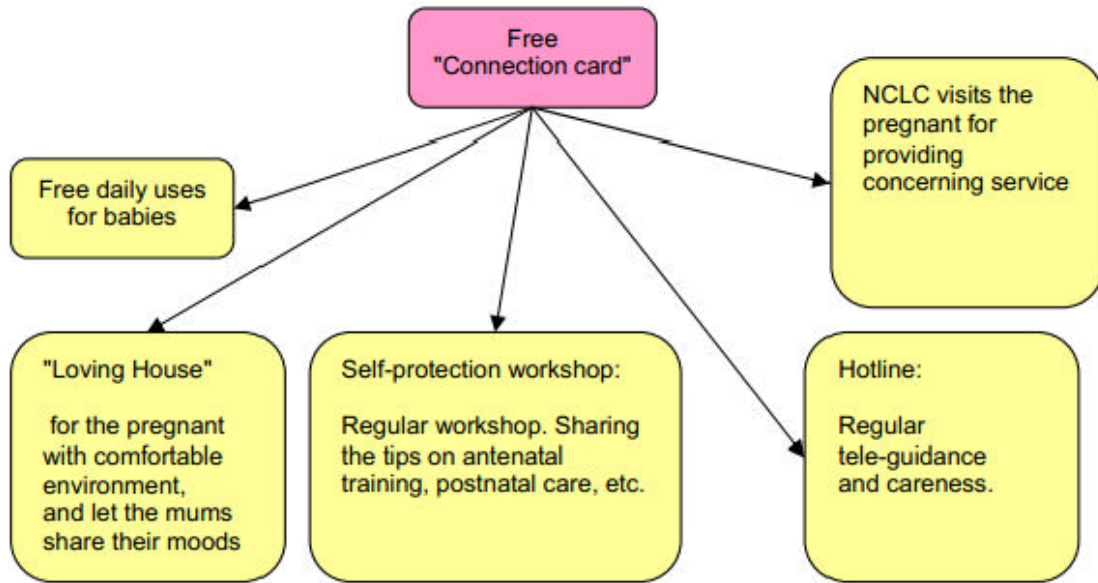 Free
"Connection card"
NCLC visits the
pregnant for
providing
concerning service
Free daily uses
for babies
"Loving House"
for the pregnant
with comfortable
environment,
and let the mums
share their moods
Self-protection workshop:
Regular workshop. Sharing
the tips on antenatal
training, postnatal care, etc.
Hotline:
Regular
tele-guidance
and careness.